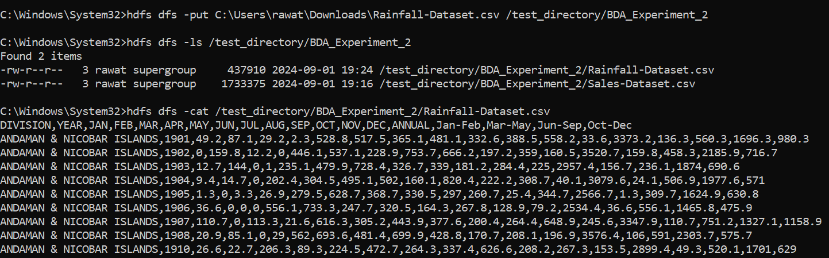 C:\Windows\System32>hdfs dfs -put C:\Users\rawat\Downloads\Rainfall-Dataset.csv /test_directory/BDA_Experiment_2
C:\Windows\System32>hdfs dfs -ls /test_directory/BDA_Experiment_2
Found 2 items
-rw-r--r--   3 rawat supergroup     437910 2024-09-01 19:24 /test_directory/BDA_Experiment_2/Rainfall-Dataset.csv
-rw-r--r--   3 rawat supergroup    1733375 2024-09-01 19:16 /test_directory/BDA_Experiment_2/Sales-Dataset.csv
C:\Windows\System32>hdfs dfs -cat /test_directory/BDA_Experiment_2/Rainfall-Dataset.csv
DIVISION,YEAR,JAN,FEB,MAR,APR,MAY,JUN,JUL,AUG,SEP,OCT,NOV,DEC,ANNUAL,Jan-Feb,Mar-May,Jun-Sep,Oct-Dec
ANDAMAN & NICOBAR ISLANDS,1901,49.2,87.1,29.2,2.3,528.8,517.5,365.1,481.1,332.6,388.5,558.2,33.6,3373.2,136.3,560.3,1696.3,980.3
ANDAMAN & NICOBAR ISLANDS,1902,0,159.8,12.2,0,446.1,537.1,228.9,753.7,666.2,197.2,359,160.5,3520.7,159.8,458.3,2185.9,716.7
ANDAMAN & NICOBAR ISLANDS,1903,12.7,144,0,1,235.1,479.9,728.4,326.7,339,181.2,284.4,225,2957.4,156.7,236.1,1874,690.6
ANDAMAN & NICOBAR ISLANDS,1904,9.4,14.7,0,202.4,304.5,495.1,502,160.1,820.4,222.2,308.7,40.1,3079.6,24.1,506.9,1977.6,571
ANDAMAN & NICOBAR ISLANDS,1905,1.3,0,3.3,26.9,279.5,628.7,368.7,330.5,297,260.7,25.4,344.7,2566.7,1.3,309.7,1624.9,630.8
ANDAMAN & NICOBAR ISLANDS,1906,36.6,0,0,0,556.1,733.3,247.7,320.5,164.3,267.8,128.9,79.2,2534.4,36.6,556.1,1465.8,475.9
ANDAMAN & NICOBAR ISLANDS,1907,110.7,0,113.3,21.6,616.3,305.2,443.9,377.6,200.4,264.4,648.9,245.6,3347.9,110.7,751.2,1327.1,1158.9
ANDAMAN & NICOBAR ISLANDS,1908,20.9,85.1,0,29,562,693.6,481.4,699.9,428.8,170.7,208.1,196.9,3576.4,106,591,2303.7,575.7
ANDAMAN & NICOBAR ISLANDS,1910,26.6,22.7,206.3,89.3,224.5,472.7,264.3,337.4,626.6,208.2,267.3,153.5,2899.4,49.3,520.1,1701,629